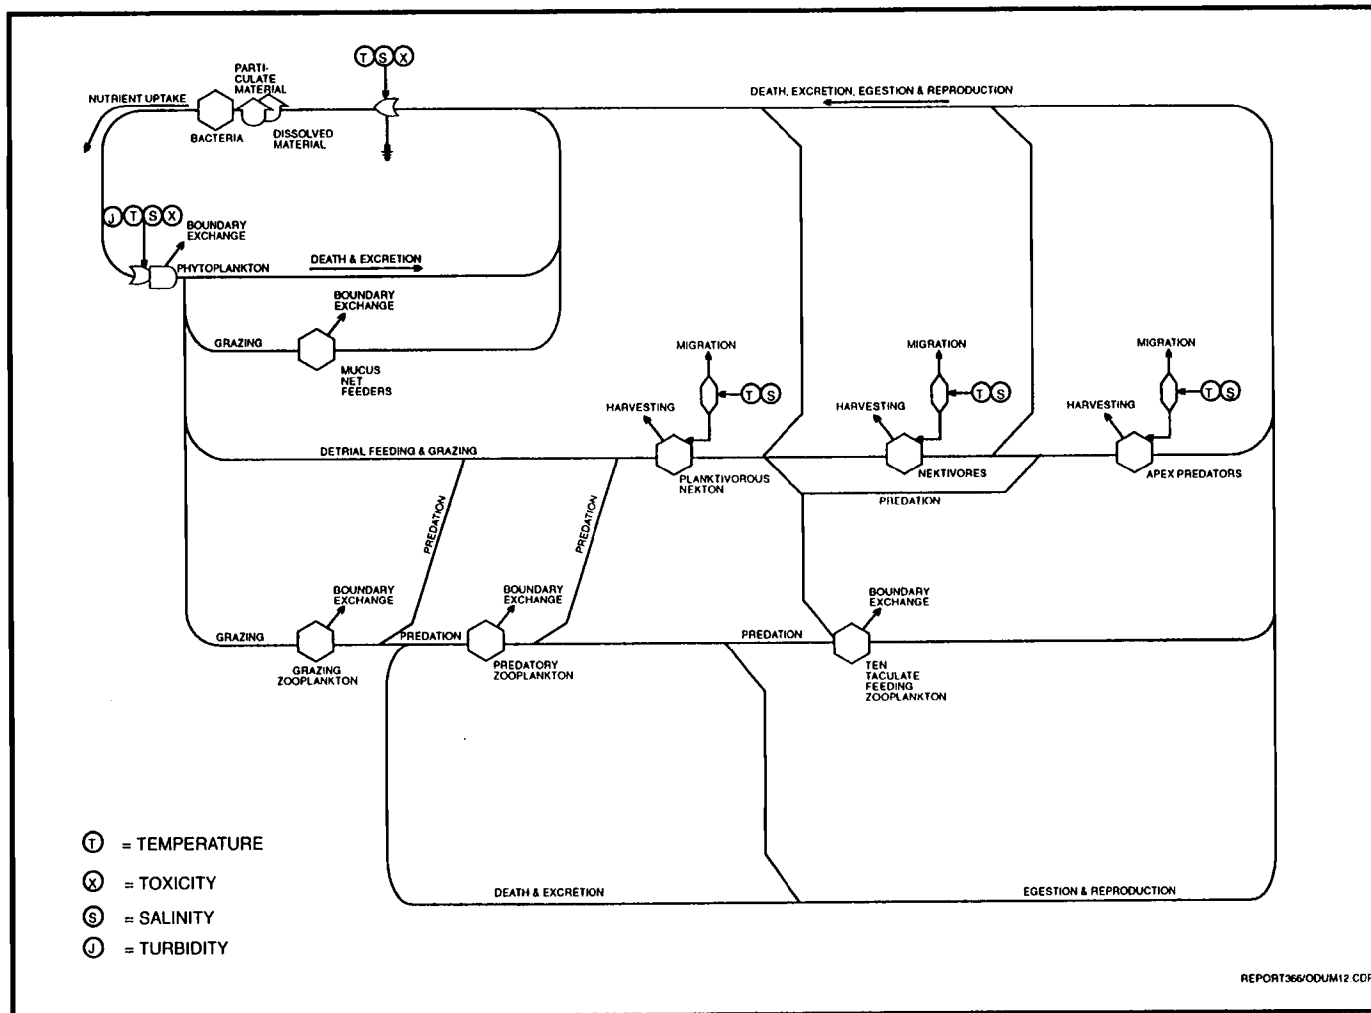 T S X
PARTI-
CULATE
MATERIAL
NUTRIENT UPTAKE
DEATH, EXCRETION, EGESTION & REPRODUCTION
BACTERIA
DISSOLVED
MATERIAL
J T S X
BOUNDARY
EXCHANGE
PHYTOPLANKTON
DEATH & EXCRETION
BOUNDARY
EXCHANGE
GRAZING
MUCUS
NET
FEEDERS
MIGRATION
T S
HARVESTING
MIGRATION
T S
HARVESTING
MIGRATION
T S
HARVESTING
DETRIAL FEEDING & GRAZING
PLANKTIVOROUS
NEKTON
NEKTIVORES
APEX PREDATORS
PREDATION
PREDATION
PREDATION
BOUNDARY
EXCHANGE
BOUNDARY
EXCHANGE
BOUNDARY
EXCHANGE
GRAZING
PREDATION
PREDATION
GRAZING
ZOOPLANKTON
PREDATORY
ZOOPLANKTON
TEN
TACULATE
FEEDING
ZOOPLANKTON
T = TEMPERATURE
X = TOXICITY
S = SALINITY
J = TURBIDITY
DEATH & EXCRETION
EGESTION & REPRODUCTION
REPORT366/ODUM12.CDR